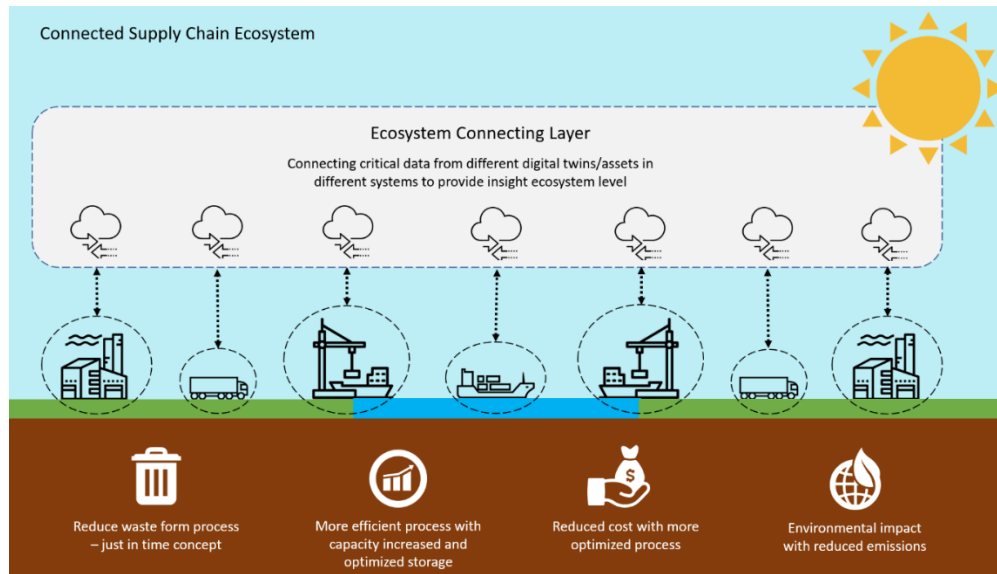 Connected Supply Chain Ecosystem
Ecosystem Connecting Layer
Connecting critical data from different digital twins/assets in
different systems to provide insight ecosystem level
$
Reduce waste form process
– just in time concept
More efficient process with
capacity increased and
optimized storage
Reduced cost with more
optimized process
Environmental impact
with reduced emissions